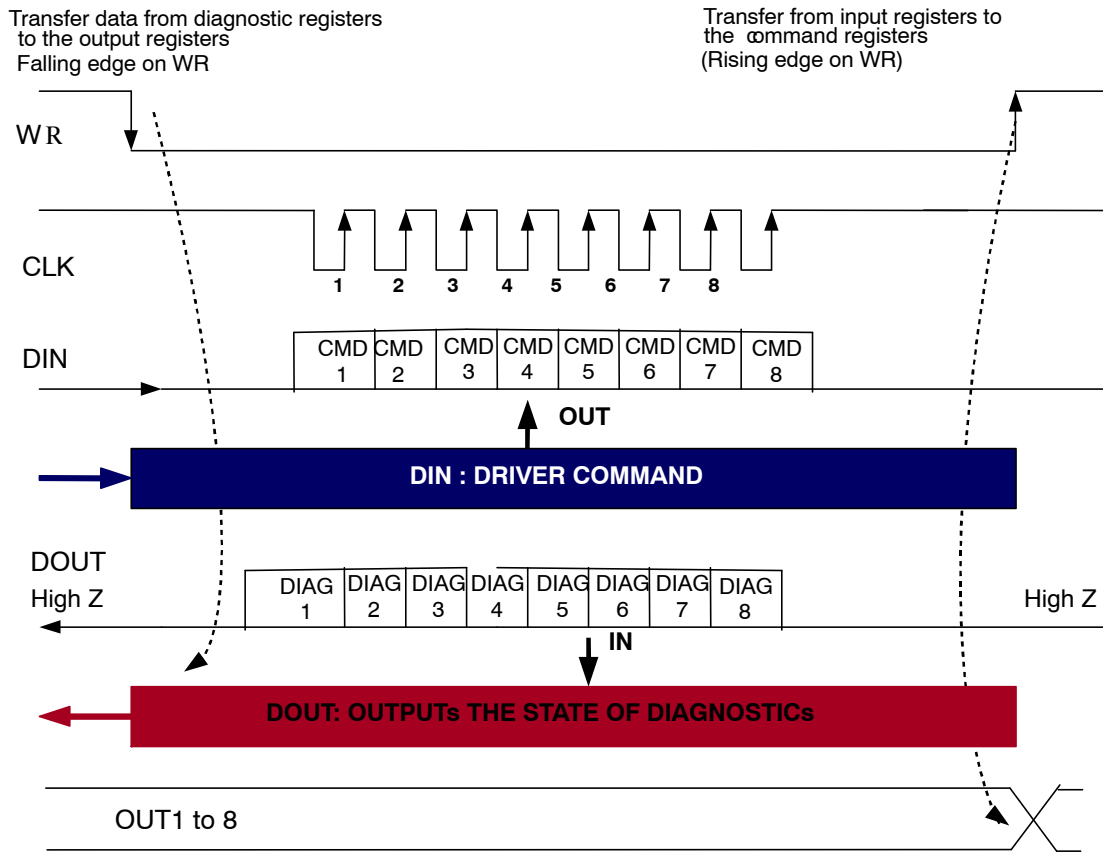 Transfer data from diagnostic registers
to the output registers
Falling edge on WR
Transfer from input registers to
the command registers
(Rising edge on WR)
WR
CLK
1 2 3 4 5 6 7 8
DIN
CMD CMD CMD CMD CMD CMD CMD CMD
1 2 3 4 5 6 7 8
OUT
DIN : DRIVER COMMAND
DOUT
High Z
DIAG DIAG DIAG DIAG DIAG DIAG DIAG DIAG
1 2 3 4 5 6 7 8
High Z
IN
DOUT: OUTPUTs THE STATE OF DIAGNOSTICs
OUT1 to 8